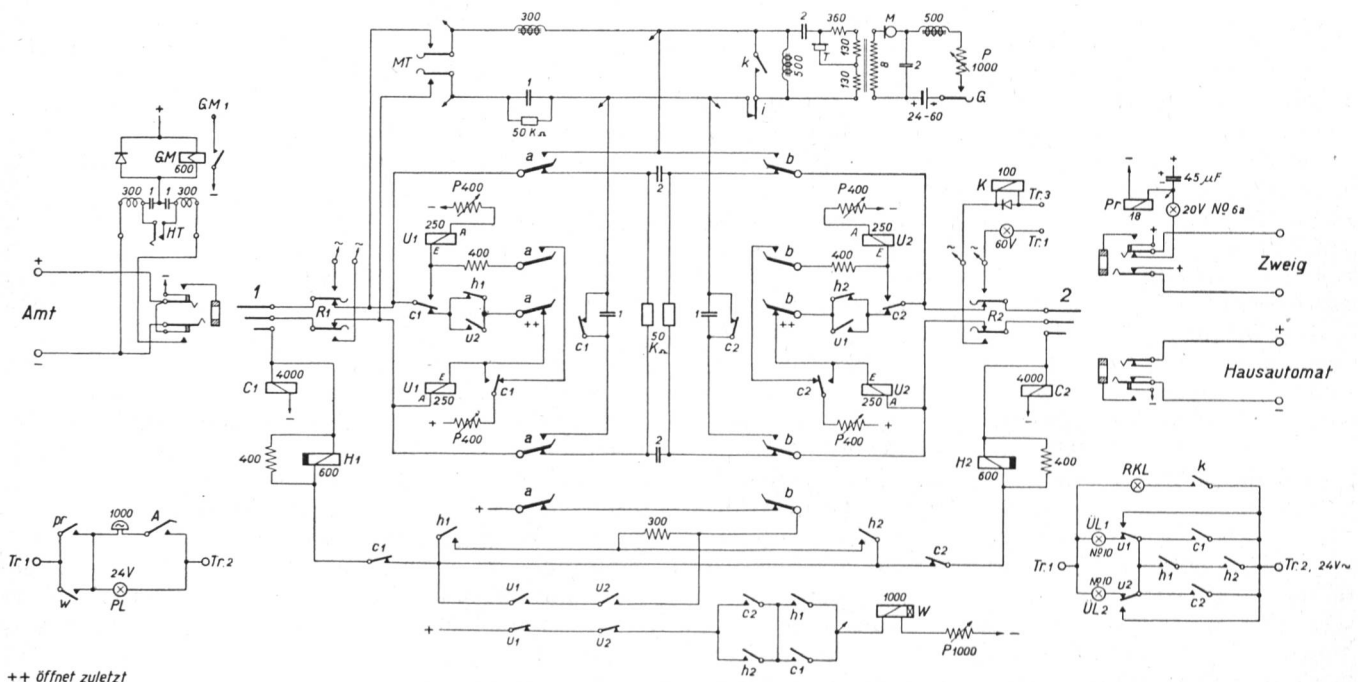 300
2
360
M
500
130
130
T
8
2
P
1000
MT
k
500
G
i
24-60
1
50 KΩ
+
GM 1
GM
600
300
1
1
300
HT
~
~
a
2
b
P400
P400
250
A
U1
E
250
A
U2
E
400
a
b
400
h1
h2
a
b
c1
u2
++
++
u1
c2
1
50 KΩ
1
c1
c2
U1
E
A
250
c1
E
U2
A
250
c2
P400
P400
a
2
b
K
100
Tr.3
60V
Tr.1
~
~
Pr
18
+
45 µF
20V № 6a
Zweig
+
Amt
+
-
1
R1
R2
2
C1
4000
4000
C2
Hausautomat
+
-
400
H1
600
H2
600
400
a
b
+
300
h1
h2
c1
c2
u1
u2
+
u1
u2
c2
h1
h2
c1
1000
W
P1000
-
pr
1000
A
Tr.1
Tr.2
w
24V
PL
RKL
k
ÜL1
№10
u1
c1
Tr.1
h1
h2
Tr.2, 24V~
№10
u2
ÜL2
c2
++ öffnet zuletzt